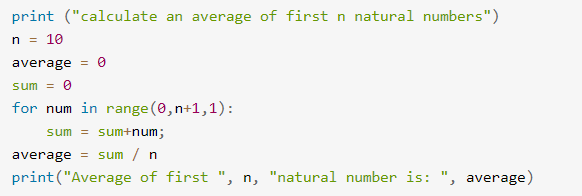 print ("calculate an average of first n natural numbers")
n = 10
average = 0
sum = 0
for num in range(0,n+1,1):
    sum = sum+num;
average = sum / n
print("Average of first ", n, "natural number is: ", average)